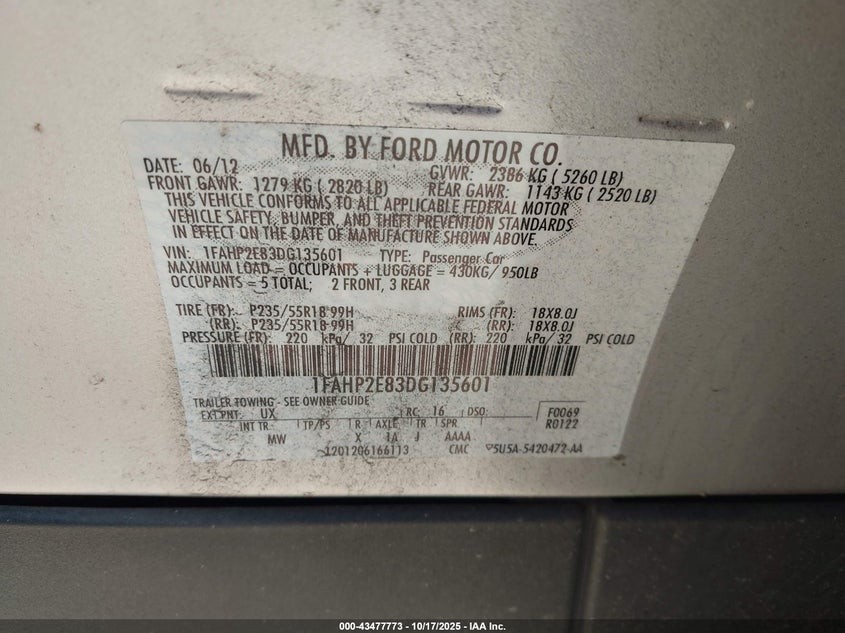 MFD. BY FORD MOTOR CO.
DATE: 06/12 GVWR: 2386 KG ( 5260 LB)
FRONT GAWR: 1279 KG ( 2820 LB) REAR GAWR: 1143 KG ( 2520 LB)
THIS VEHICLE CONFORMS TO ALL APPLICABLE FEDERAL MOTOR
VEHICLE SAFETY, BUMPER, AND THEFT PREVENTION STANDARDS
IN EFFECT ON THE DATE OF MANUFACTURE SHOWN ABOVE.
VIN: 1FAHP2E83DG135601 TYPE: Passenger Car
MAXIMUM LOAD = OCCUPANTS + LUGGAGE = 430KG/ 950LB
OCCUPANTS = 5 TOTAL; 2 FRONT, 3 REAR
TIRE (FR): P235/55R18 99H RIMS (FR): 18X8.0J
(RR): P235/55R18 99H (RR): 18X8.0J
PRESSURE (FR): 220 kPa/ 32 PSI COLD (RR): 220 kPa/ 32 PSI COLD
1FAHP2E83DG135601
TRAILER TOWING - SEE OWNER GUIDE
EXT PNT: UX RC: 16 DSO: F0069
INT TR TP/PS R AXLE TR SPR R0122
MW X 1A J AAAA
1201206166113 CMC 5U5A-5420472-AA
000-43477773 - 10/17/2025 - IAA Inc.